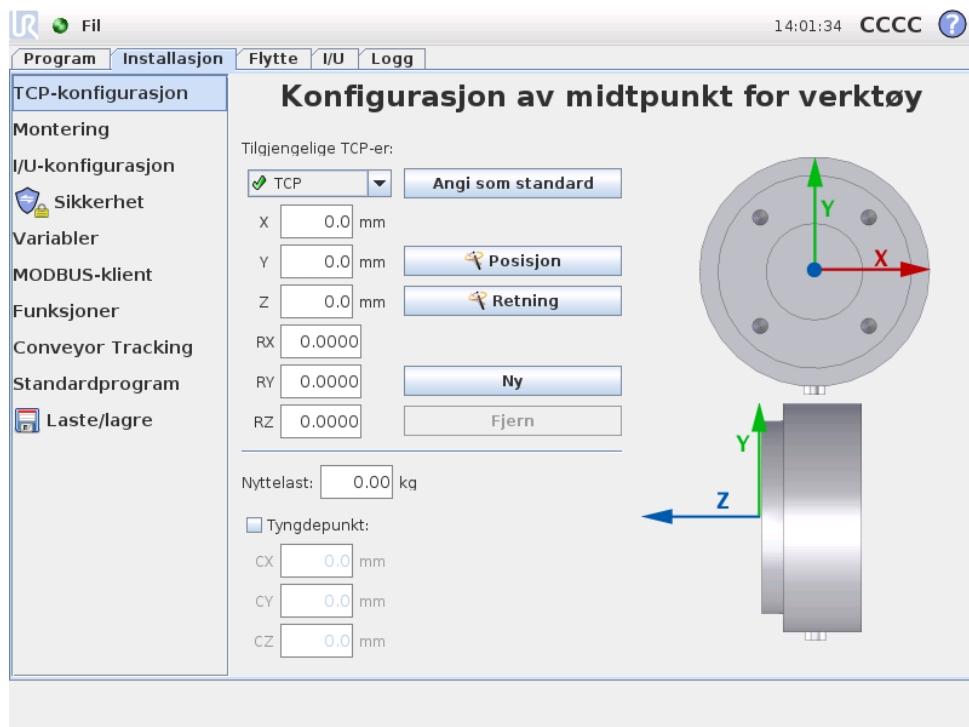 UR Fil 14:01:34 CCCC ?
Program Installasjon Flytte I/U Logg
TCP-konfigurasjon
Montering
I/U-konfigurasjon
Sikkerhet
Variabler
MODBUS-klient
Funksjoner
Conveyor Tracking
Standardprogram
Laste/lagre
Konfigurasjon av midtpunkt for verktøy
Tilgjengelige TCP-er:
TCP Angi som standard
X 0.0 mm
Y 0.0 mm Posisjon
Z 0.0 mm Retning
RX 0.0000
RY 0.0000 Ny
RZ 0.0000 Fjern
Nyttelast: 0.00 kg
Tyngdepunkt:
CX 0.0 mm
CY 0.0 mm
CZ 0.0 mm
Y
X
Y
Z